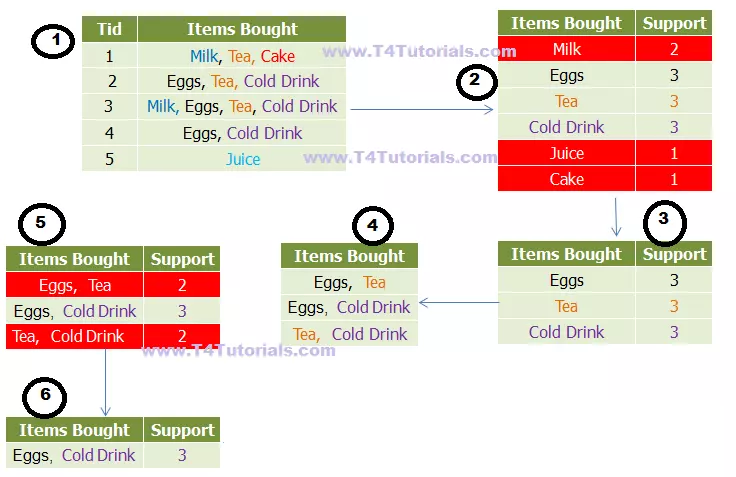 1
Tid Items Bought
1 Milk, Tea, Cake
2 Eggs, Tea, Cold Drink
3 Milk, Eggs, Tea, Cold Drink
4 Eggs, Cold Drink
5 Juice
www.T4Tutorials.com
www.T4Tutorials.com
2
Items Bought Support
Milk 2
Eggs 3
Tea 3
Cold Drink 3
Juice 1
Cake 1
3
Items Bought Support
Eggs 3
Tea 3
Cold Drink 3
4
Items Bought
Eggs, Tea
Eggs, Cold Drink
Tea, Cold Drink
5
Items Bought Support
Eggs, Tea 2
Eggs, Cold Drink 3
Tea, Cold Drink 2
www.T4Tutorials.com
6
Items Bought Support
Eggs, Cold Drink 3